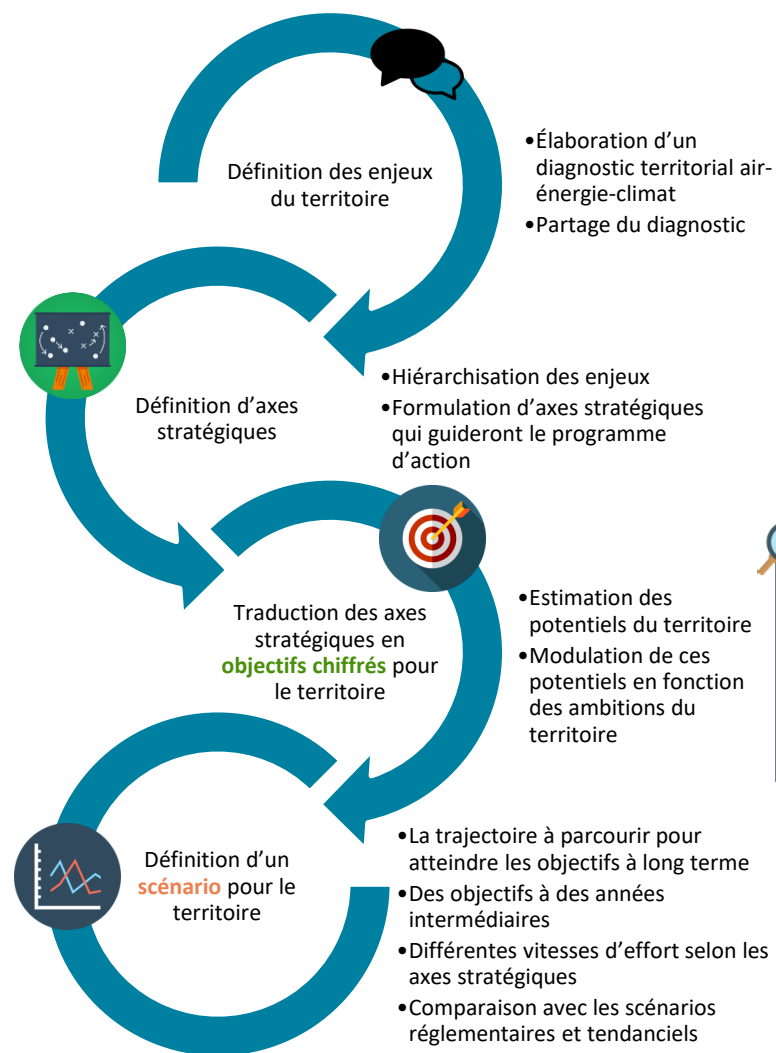 Définition des enjeux
du territoire
•Élaboration d’un
diagnostic territorial air-
énergie-climat
•Partage du diagnostic
Définition d’axes
stratégiques
•Hiérarchisation des enjeux
•Formulation d’axes stratégiques
qui guideront le programme
d’action
Traduction des axes
stratégiques en
objectifs chiffrés pour
le territoire
•Estimation des
potentiels du territoire
•Modulation de ces
potentiels en fonction
des ambitions du
territoire
Définition d’un
scénario pour le
territoire
•La trajectoire à parcourir pour
atteindre les objectifs à long terme
•Des objectifs à des années
intermédiaires
•Différentes vitesses d’effort selon les
axes stratégiques
•Comparaison avec les scénarios
réglementaires et tendanciels